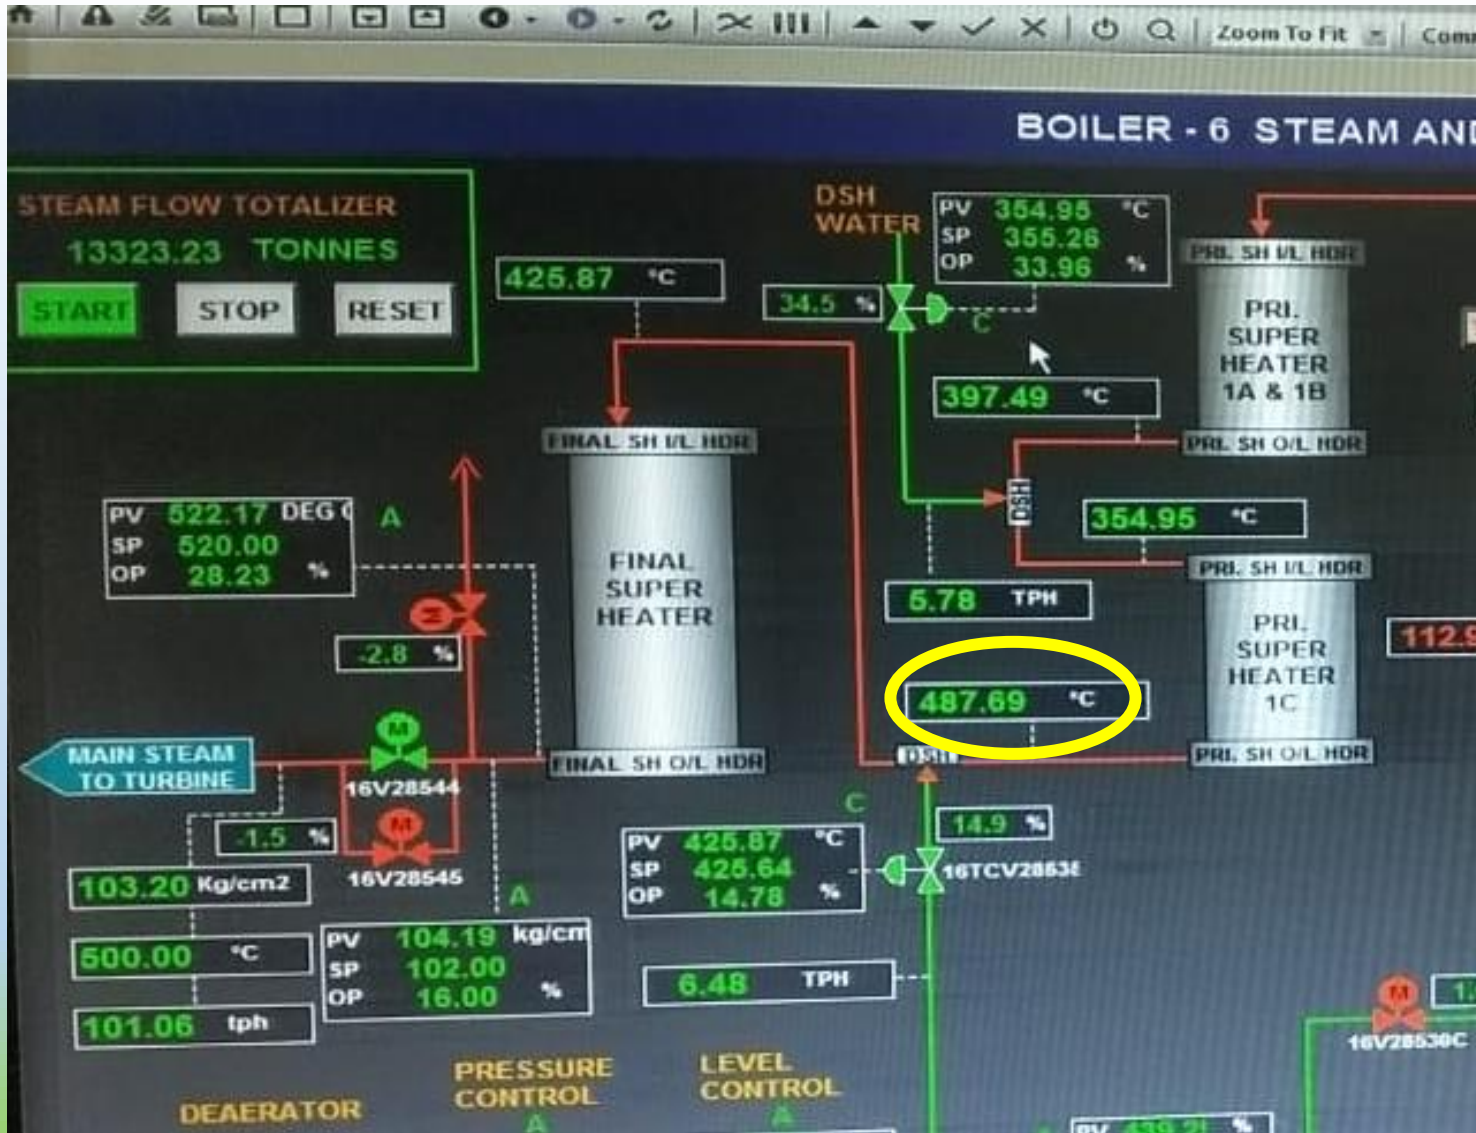 Zoom To Fit
BOILER - 6 STEAM
STEAM FLOW TOTALIZER
13323.23 TONNES
START STOP RESET
425.87 °C
DSH
WATER
PV 354.95 °C
SP 355.26
OP 33.96 %
34.5 %
C
PRI. SH I/L HDR
PRI.
SUPER
HEATER
1A & 1B
PRI. SH O/L HDR
397.49 °C
DSH
354.95 °C
FINAL SH I/L HDR
FINAL
SUPER
HEATER
FINAL SH O/L HDR
PV 522.17 DEG
SP 520.00
OP 28.23 %
A
M
-2.8 %
5.78 TPH
PRI. SH I/L HDR
PRI.
SUPER
HEATER
1C
PRI. SH O/L HDR
487.69 °C
DSH
MAIN STEAM
TO TURBINE
M
16V28544
M
16V28545
-1.5 %
103.20 Kg/cm2
500.00 °C
101.06 tph
A
PV 104.19 kg/cm
SP 102.00
OP 16.00 %
C
PV 425.87 °C
SP 425.64
OP 14.78 %
14.9 %
6.48 TPH
M
16V28530C
DEAERATOR
PRESSURE
CONTROL
A
LEVEL
CONTROL
A
PV %